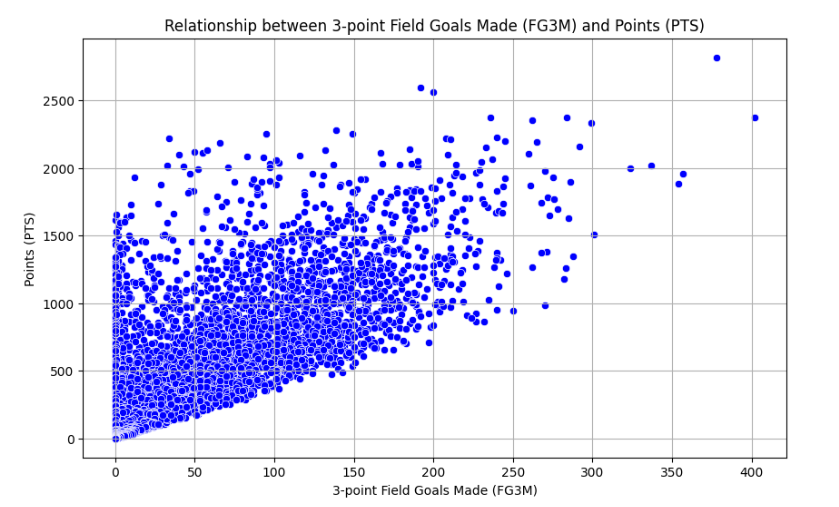 Relationship between 3-point Field Goals Made (FG3M) and Points (PTS)
Points (PTS)
2500
2000
1500
1000
500
0
0 50 100 150 200 250 300 350 400
3-point Field Goals Made (FG3M)